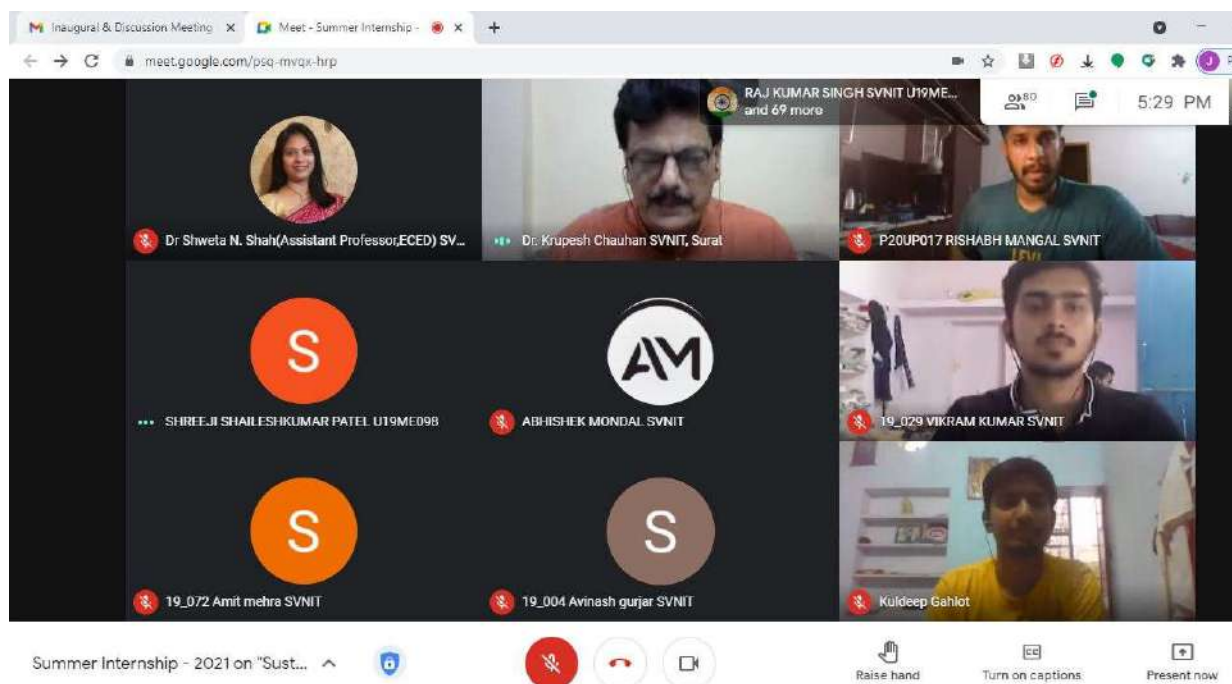 Inaugural & Discussion Meeting
Meet - Summer Internship -
meet.google.com/psq-mvqx-hrp
J
RAJ KUMAR SINGH SVNIT U19ME...
and 69 more
80
5:29 PM
Dr Shweta N. Shah(Assistant Professor,ECED) SV...
Dr. Krupesh Chauhan SVNIT, Surat
P20UP017 RISHABH MANGAL SVNIT
S
SHREEJI SHAILESHKUMAR PATEL U19ME098
AM
ABHISHEK MONDAL SVNIT
19_029 VIKRAM KUMAR SVNIT
S
19_072 Amit mehra SVNIT
S
19_004 Avinash gurjar SVNIT
Kuldeep Gahlot
Summer Internship - 2021 on "Sust...
Raise hand
CC
Turn on captions
Present now